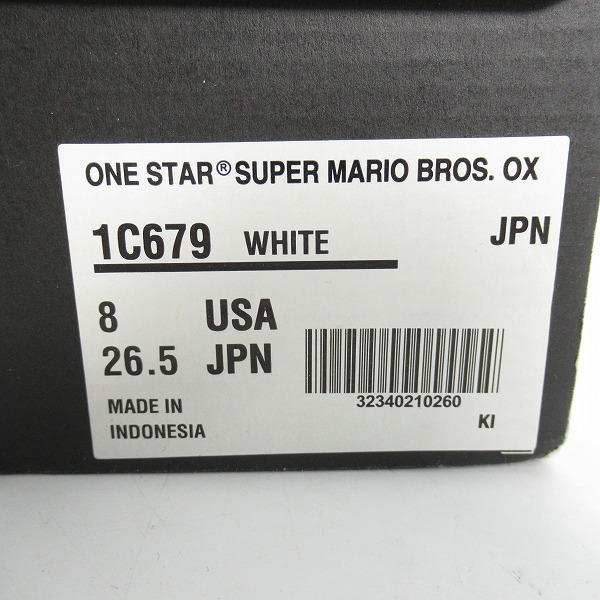 ONE STAR® SUPER MARIO BROS. OX
1C679 WHITE JPN
8 USA
26.5 JPN
32340210260
MADE IN
INDONESIA
KI